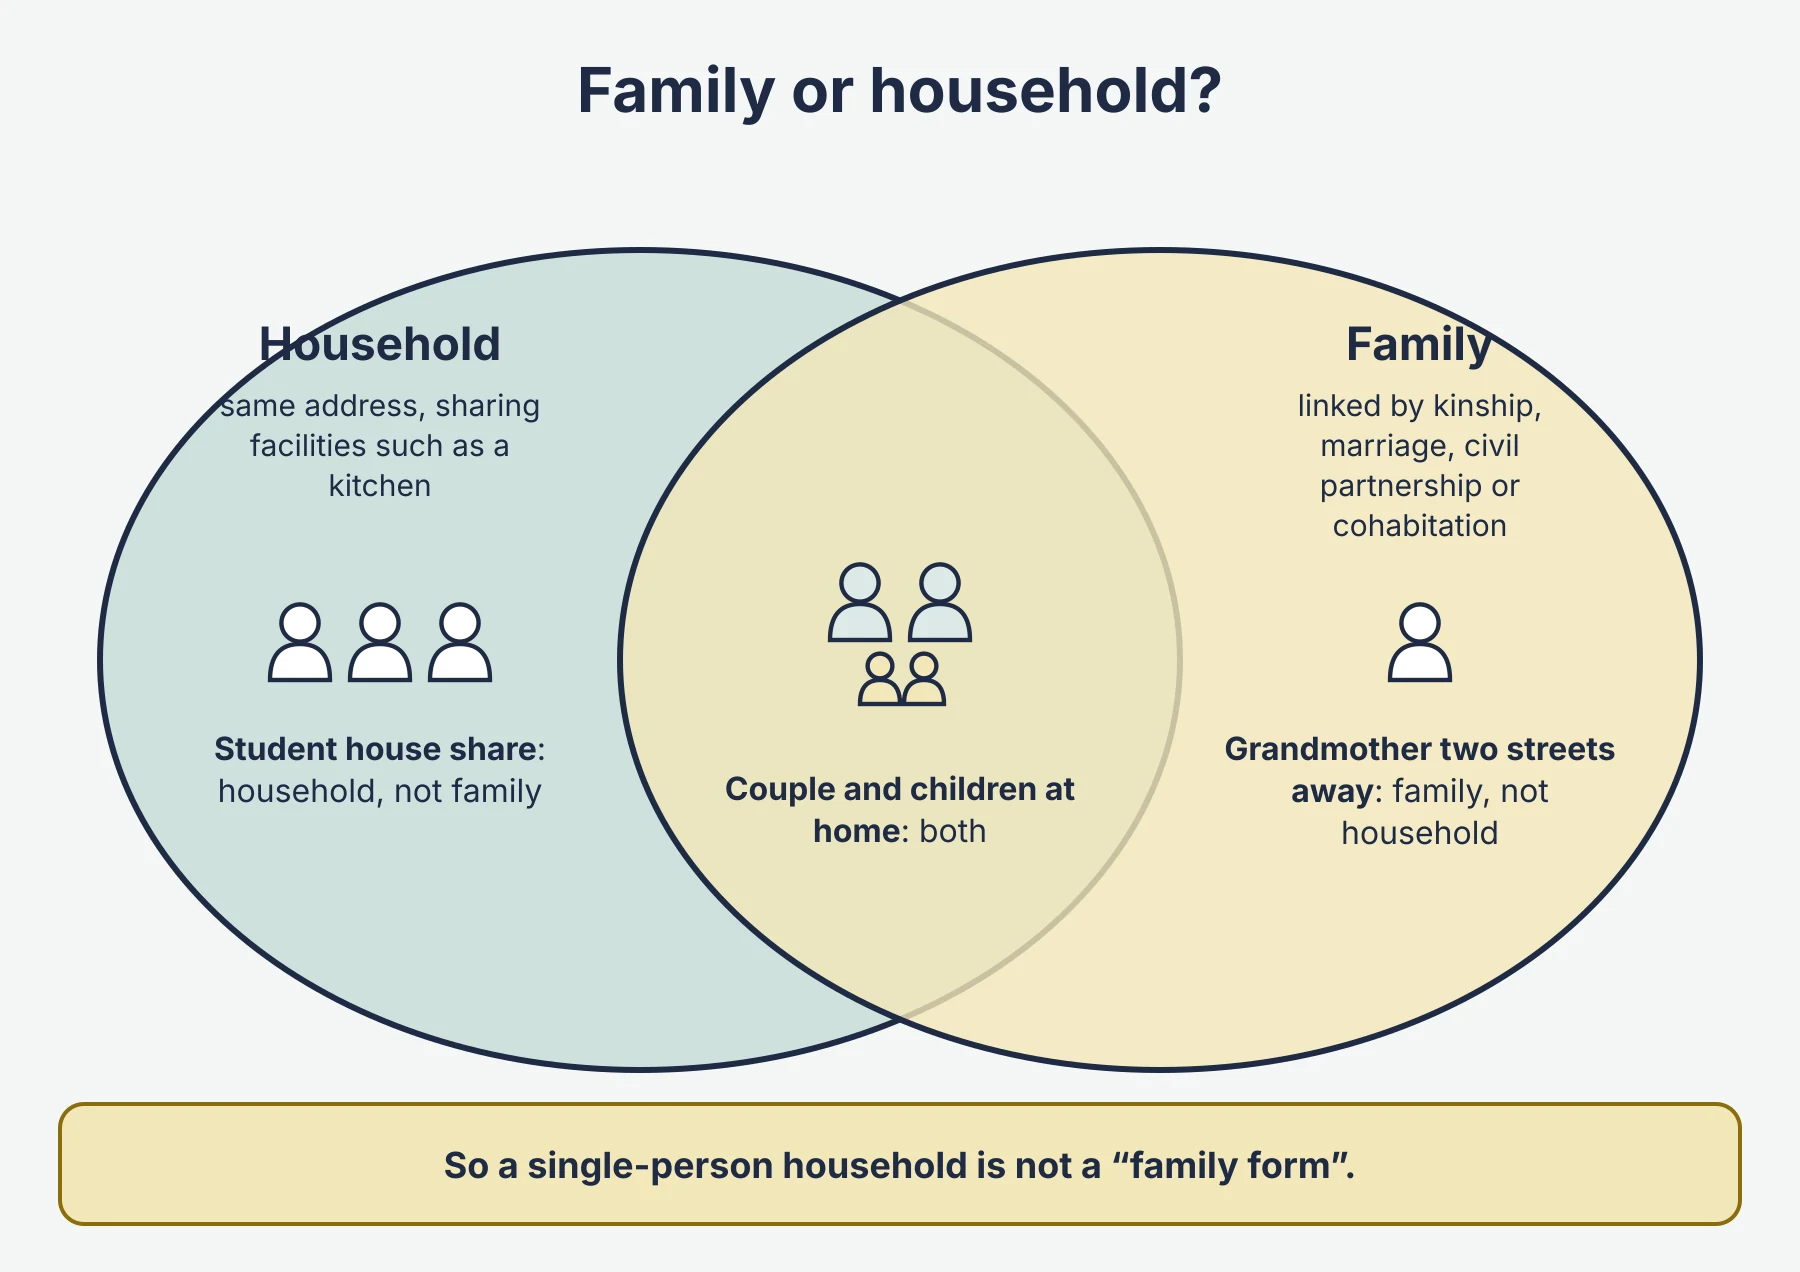 Family or household?
Household
same address, sharing
facilities such as a
kitchen
Student house share:
household, not family
Couple and children at
home: both
Family
linked by kinship,
marriage, civil
partnership or
cohabitation
Grandmother two streets
away: family, not
household
So a single-person household is not a “family form”.